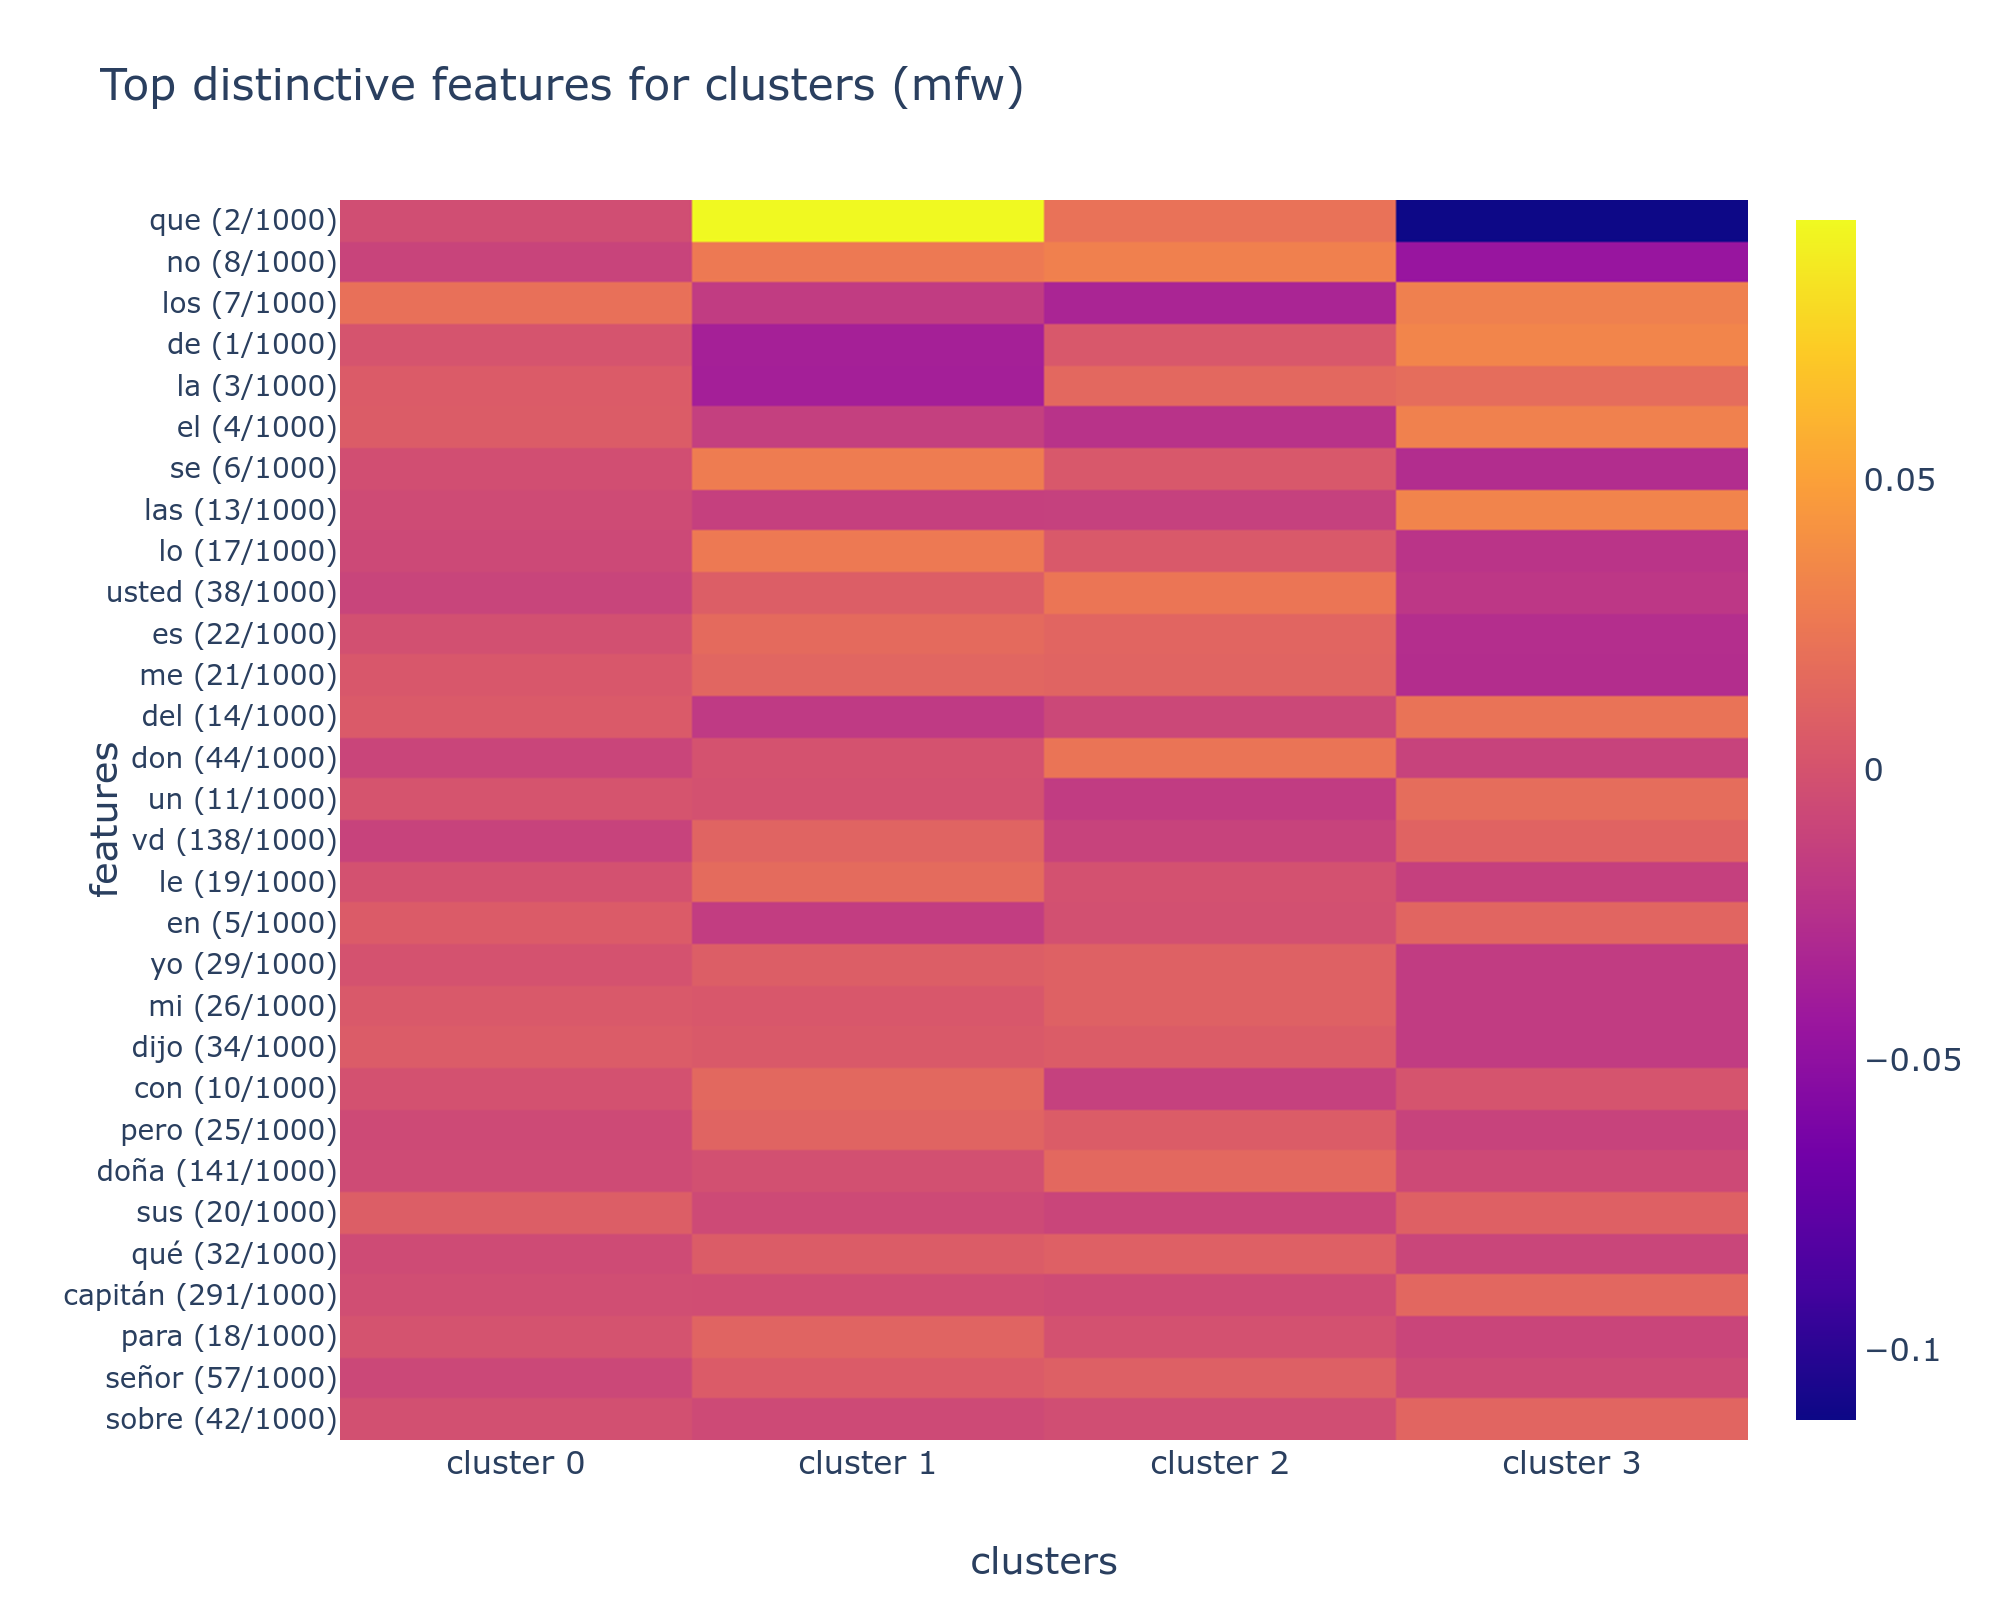 Top distinctive features for clusters (mfw)
que (2/1000)
no (8/1000)
los (7/1000)
de (1/1000)
la (3/1000)
el (4/1000)
se (6/1000)
las (13/1000)
lo (17/1000)
usted (38/1000)
es (22/1000)
me (21/1000)
del (14/1000)
don (44/1000)
un (11/1000)
vd (138/1000)
le (19/1000)
en (5/1000)
yo (29/1000)
mi (26/1000)
dijo (34/1000)
con (10/1000)
pero (25/1000)
doña (141/1000)
sus (20/1000)
qué (32/1000)
capitán (291/1000)
para (18/1000)
señor (57/1000)
sobre (42/1000)
features
cluster 0
cluster 1
cluster 2
cluster 3
clusters
0.05
0
−0.05
−0.1